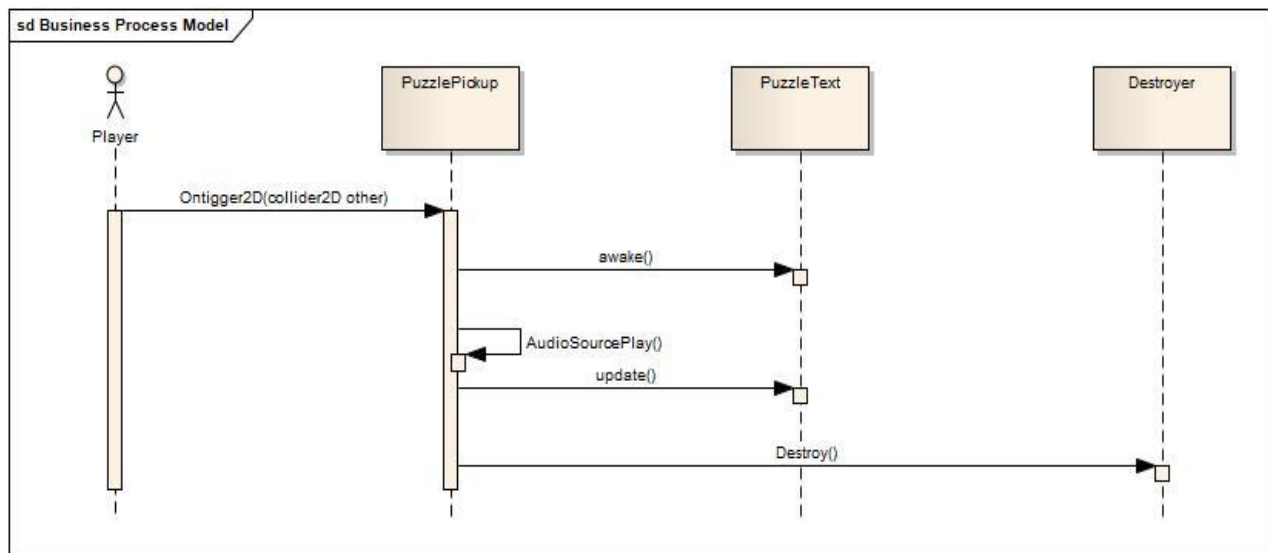 sd Business Process Model
Player
PuzzlePickup
PuzzleText
Destroyer
Ontigger2D(collider2D other)
awake()
AudioSourcePlay()
update()
Destroy()